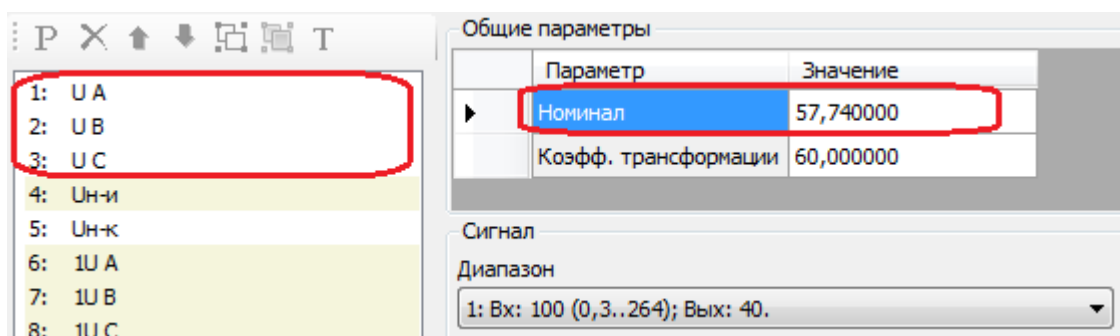 P T
1: U A
2: U B
3: U C
4: Uн-и
5: Uн-к
6: 1U A
7: 1U B
8: 1U C
Общие параметры
Параметр Значение
Номинал 57,740000
Коэфф. трансформации 60,000000
Сигнал
Диапазон
1: Вх: 100 (0,3..264); Вых: 40.